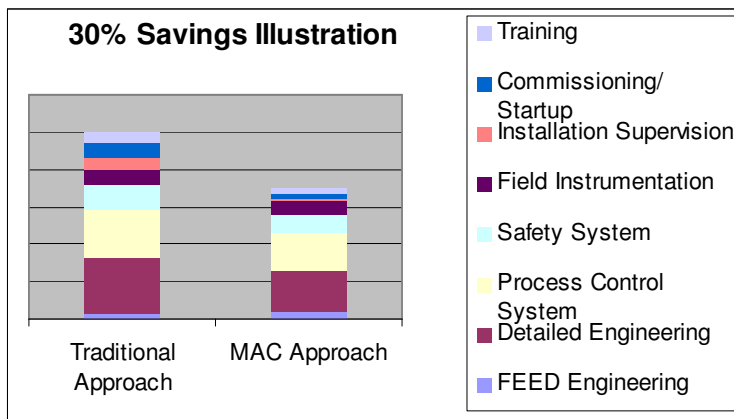 30% Savings Illustration
Traditional
Approach
MAC Approach
Training
Commissioning/
Startup
Installation Supervision
Field Instrumentation
Safety System
Process Control
System
Detailed Engineering
FEED Engineering